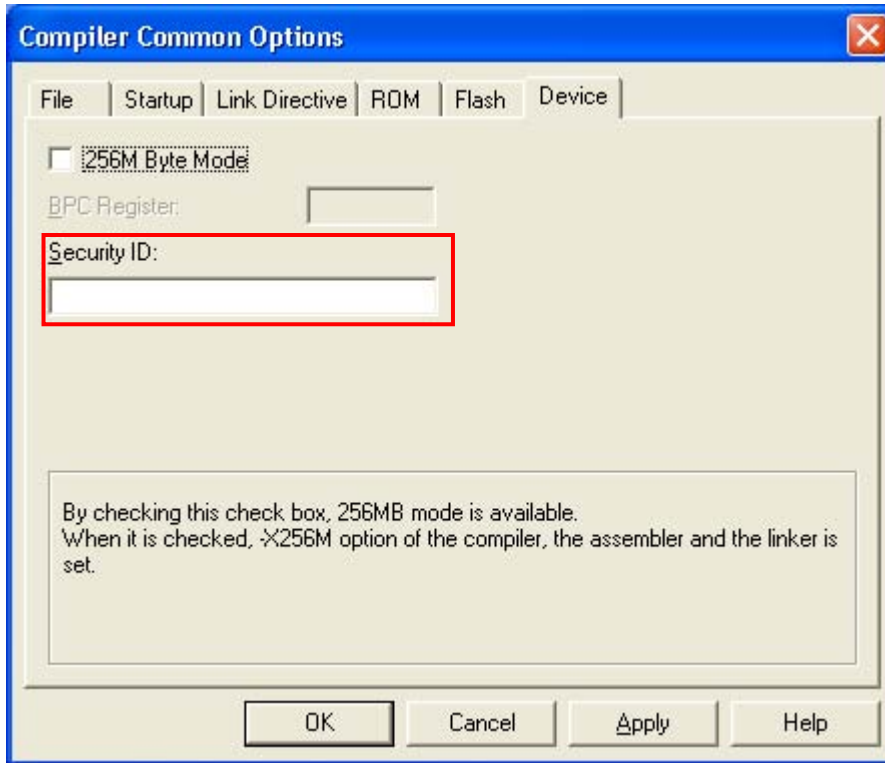 Compiler Common Options
File Startup Link Directive ROM Flash Device
256M Byte Mode
BPC Register:
Security ID:
By checking this check box, 256MB mode is available.
When it is checked, -X256M option of the compiler, the assembler and the linker is
set.
OK Cancel Apply Help